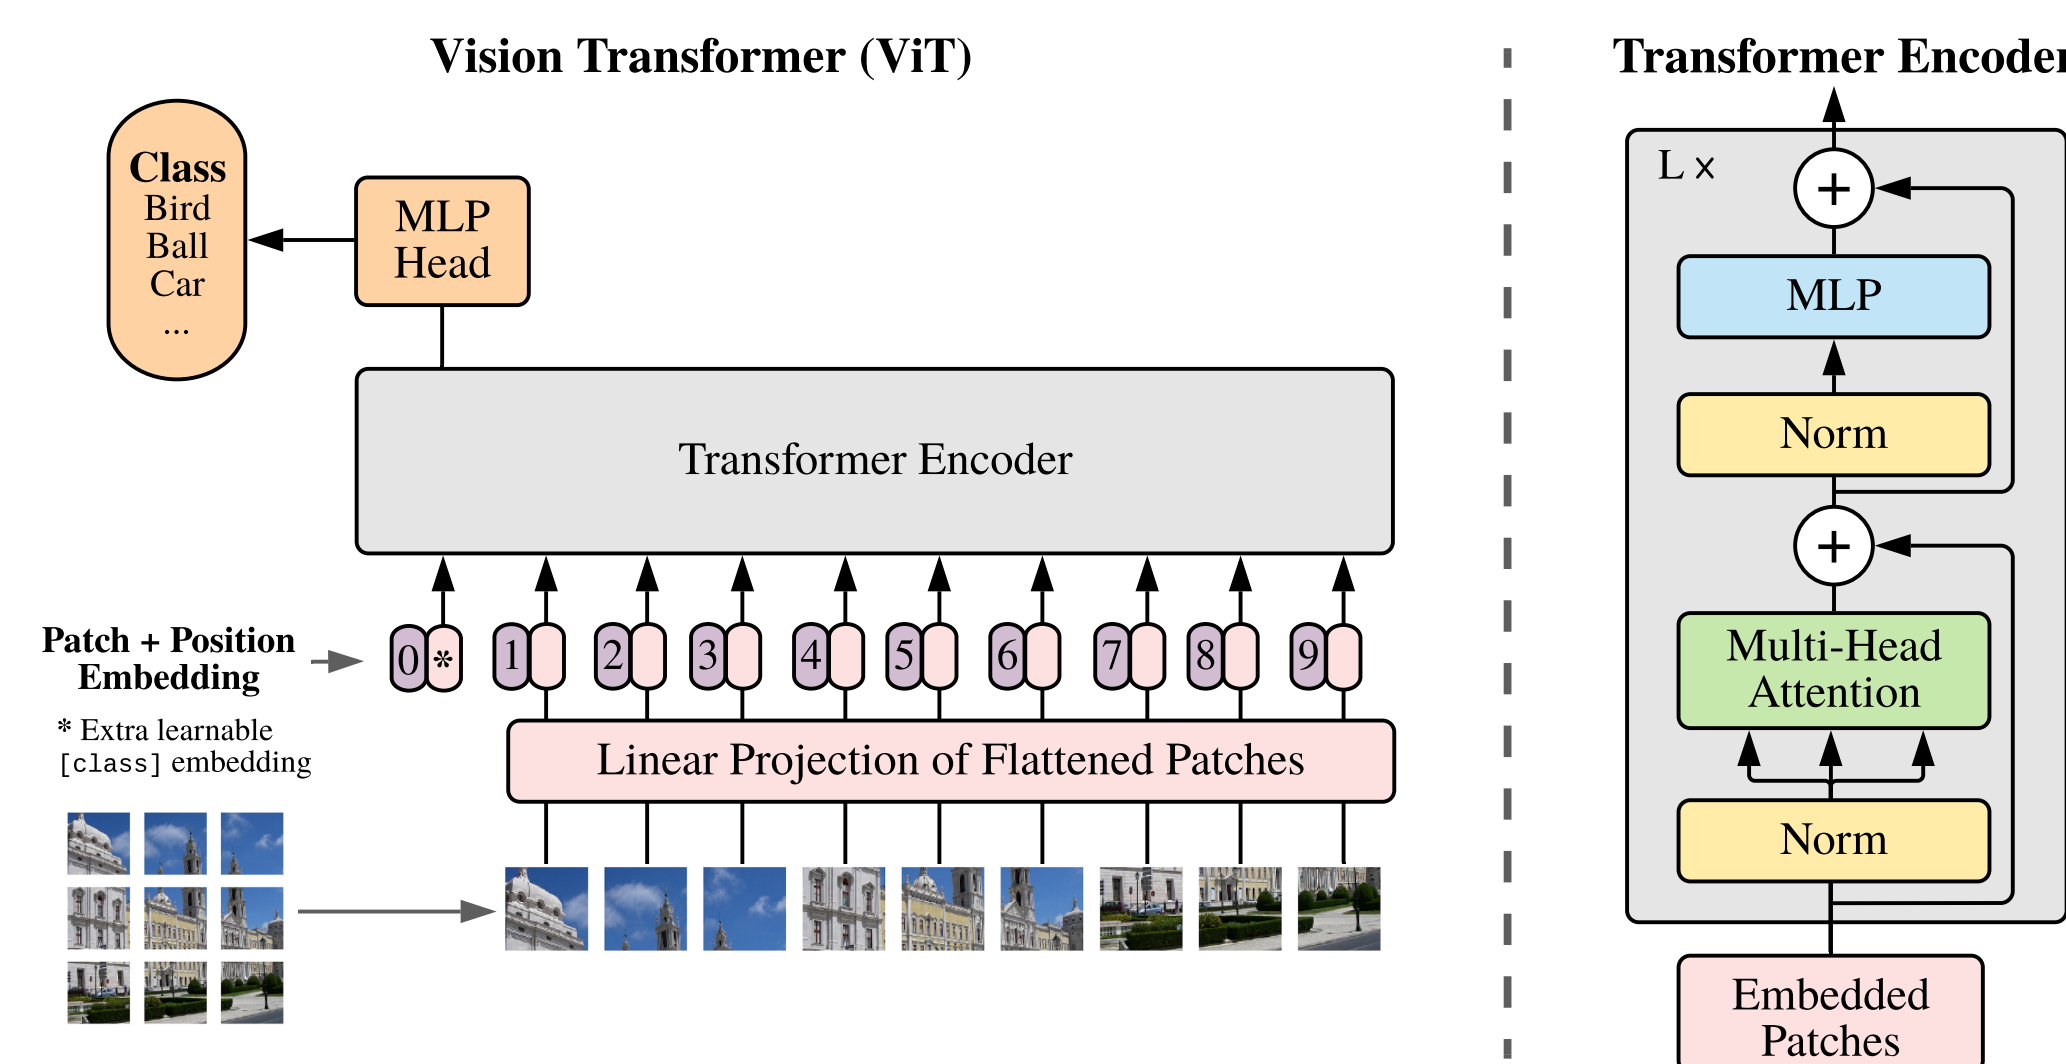 Vision Transformer (ViT)
Class
Bird
Ball
Car
...
MLP
Head
Transformer Encoder
Patch + Position
Embedding
* Extra learnable
[class] embedding
0 * 1 2 3 4 5 6 7 8 9
Linear Projection of Flattened Patches
Transformer Encoder
L ×
+
MLP
Norm
+
Multi-Head
Attention
Norm
Embedded
Patches